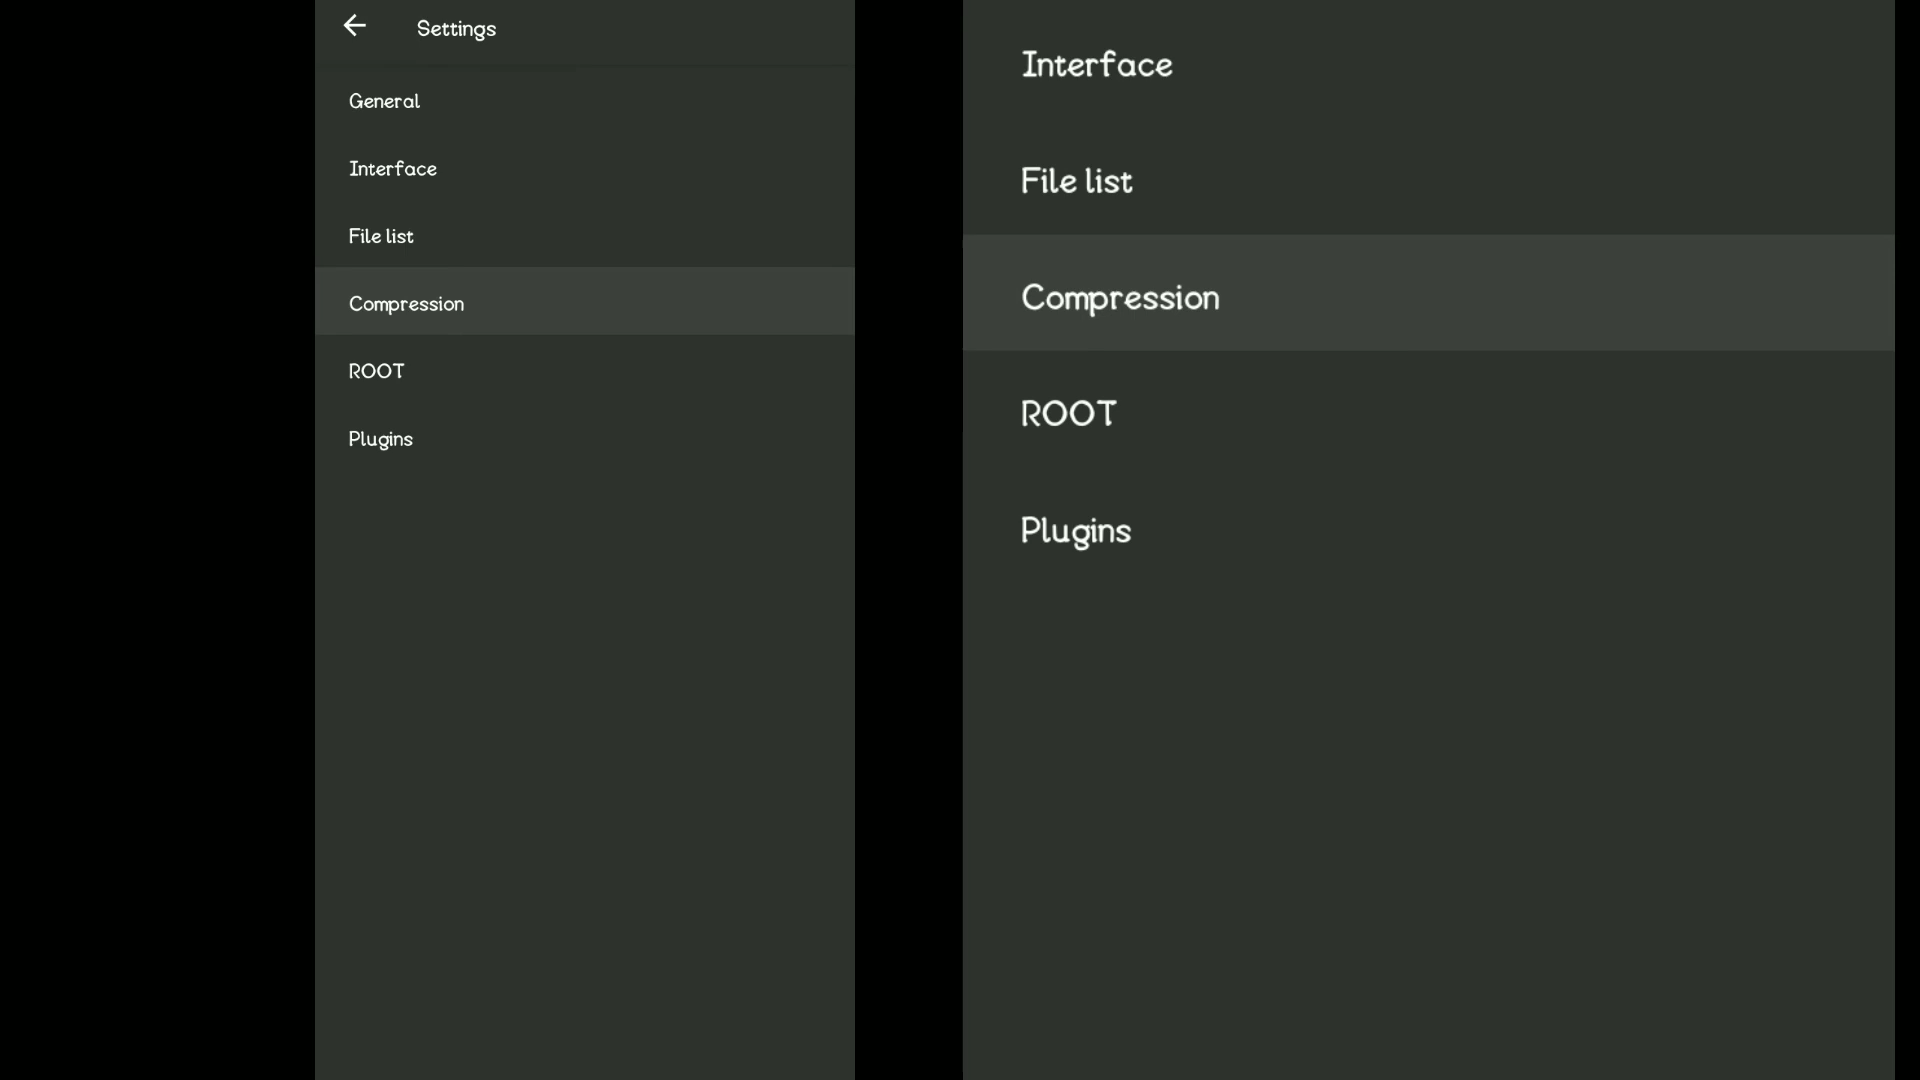 Settings
General
Interface
File list
Compression
ROOT
Plugins
Interface
File list
Compression
ROOT
Plugins